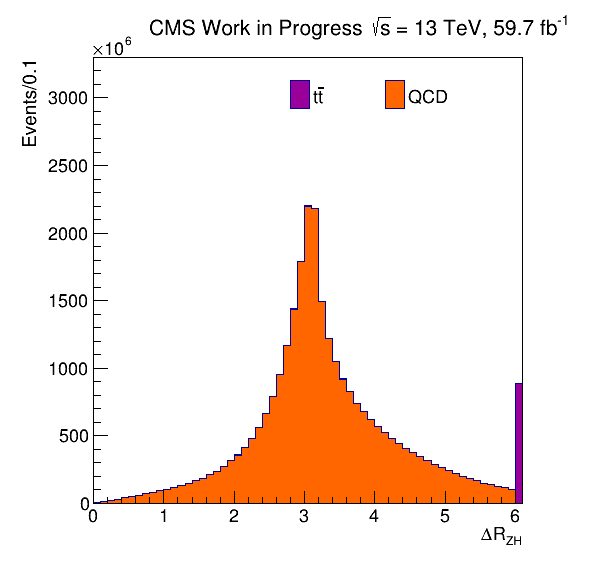 CMS Work in Progress √s = 13 TeV, 59.7 fb⁻¹
×10⁶
Events/0.1
tt̄
QCD
3000
2500
2000
1500
1000
500
0
0 1 2 3 4 5 6
ΔR_ZH